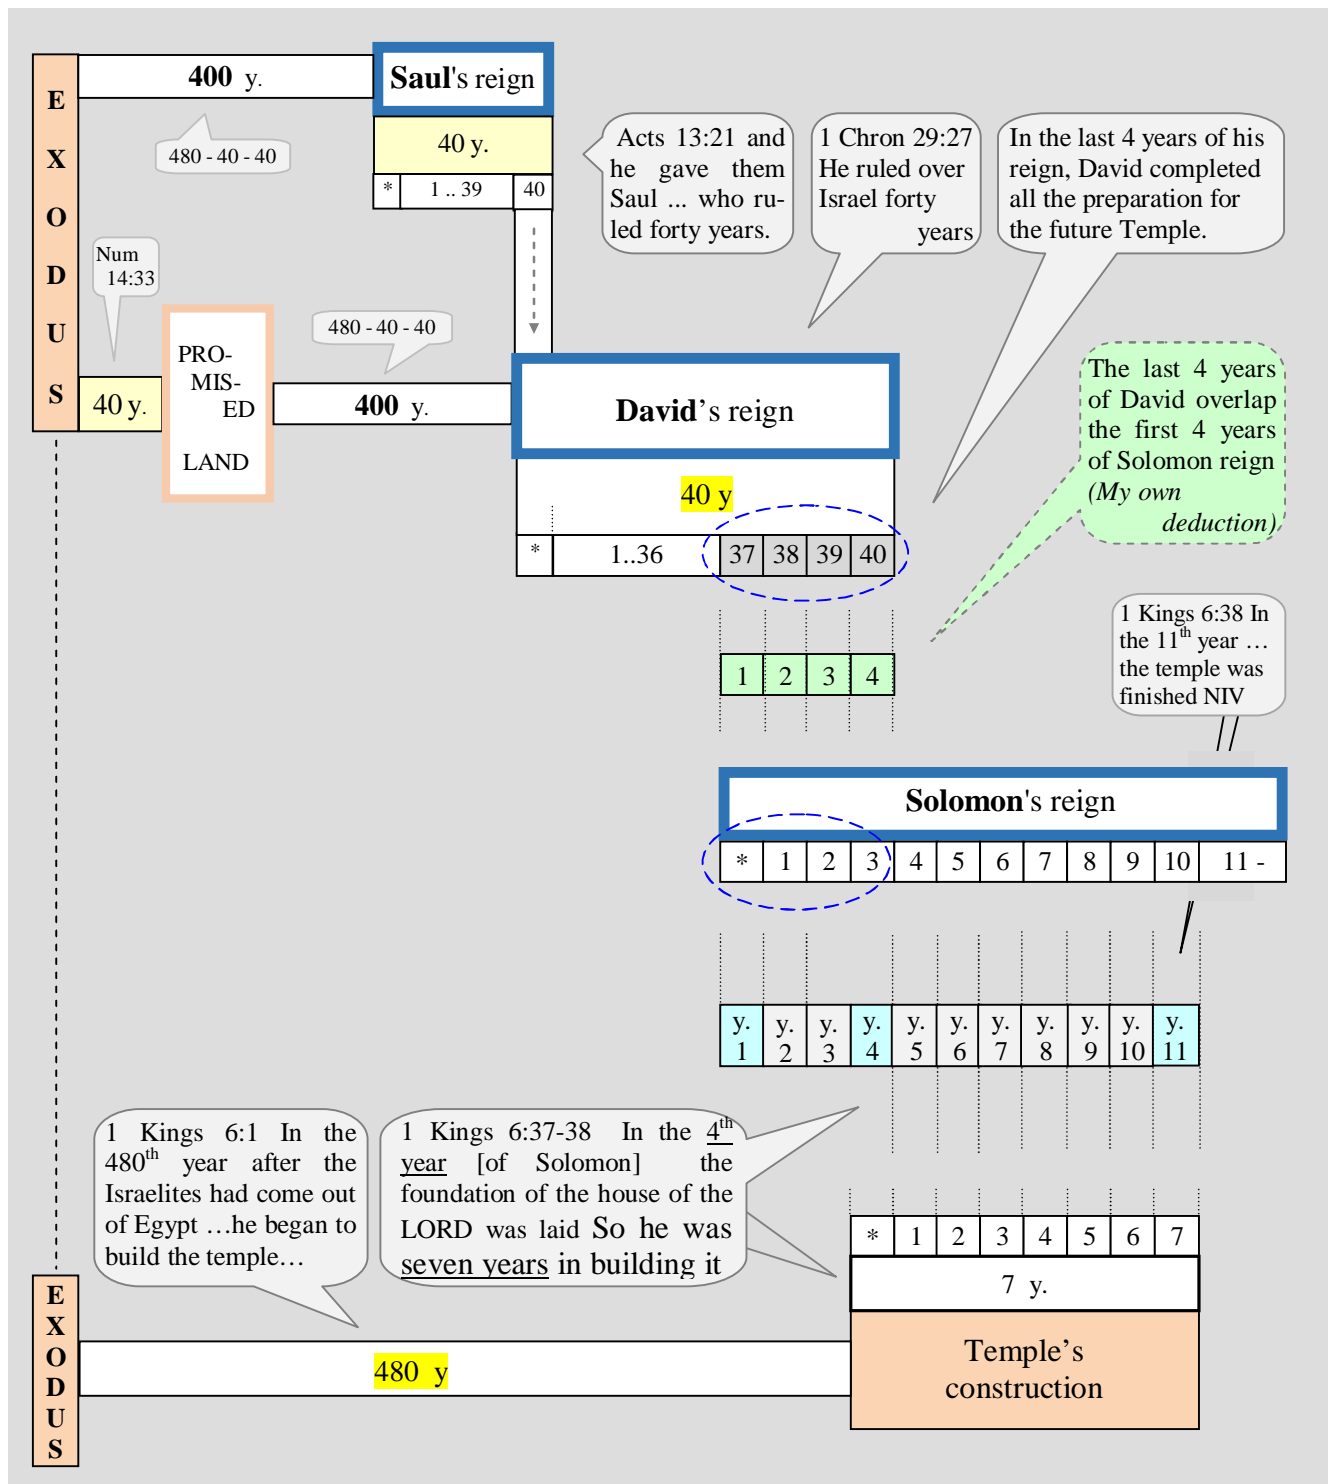 E
X
O
D
U
S
400 y.
Saul's reign
480 - 40 - 40
40 y.
* 1 .. 39 40
Acts 13:21 and
he gave them
Saul ... who ru-
led forty years.
1 Chron 29:27
He ruled over
Israel forty
years
In the last 4 years of his
reign, David completed
all the preparation for
the future Temple.
Num
14:33
40 y.
PRO-
MIS-
ED
LAND
480 - 40 - 40
400 y.
David's reign
40 y
* 1..36 37 38 39 40
The last 4 years
of David overlap
the first 4 years
of Solomon reign
(My own
deduction)
1 2 3 4
1 Kings 6:38 In
the 11th year …
the temple was
finished NIV
Solomon's reign
* 1 2 3 4 5 6 7 8 9 10 11 -
y. y. y. y. y. y. y. y. y. y. y.
1 2 3 4 5 6 7 8 9 10 11
1 Kings 6:1 In the
480th year after the
Israelites had come out
of Egypt …he began to
build the temple…
1 Kings 6:37-38 In the 4th
year [of Solomon] the
foundation of the house of the
LORD was laid So he was
seven years in building it
* 1 2 3 4 5 6 7
7 y.
E
X
O
D
U
S
480 y
Temple's
construction